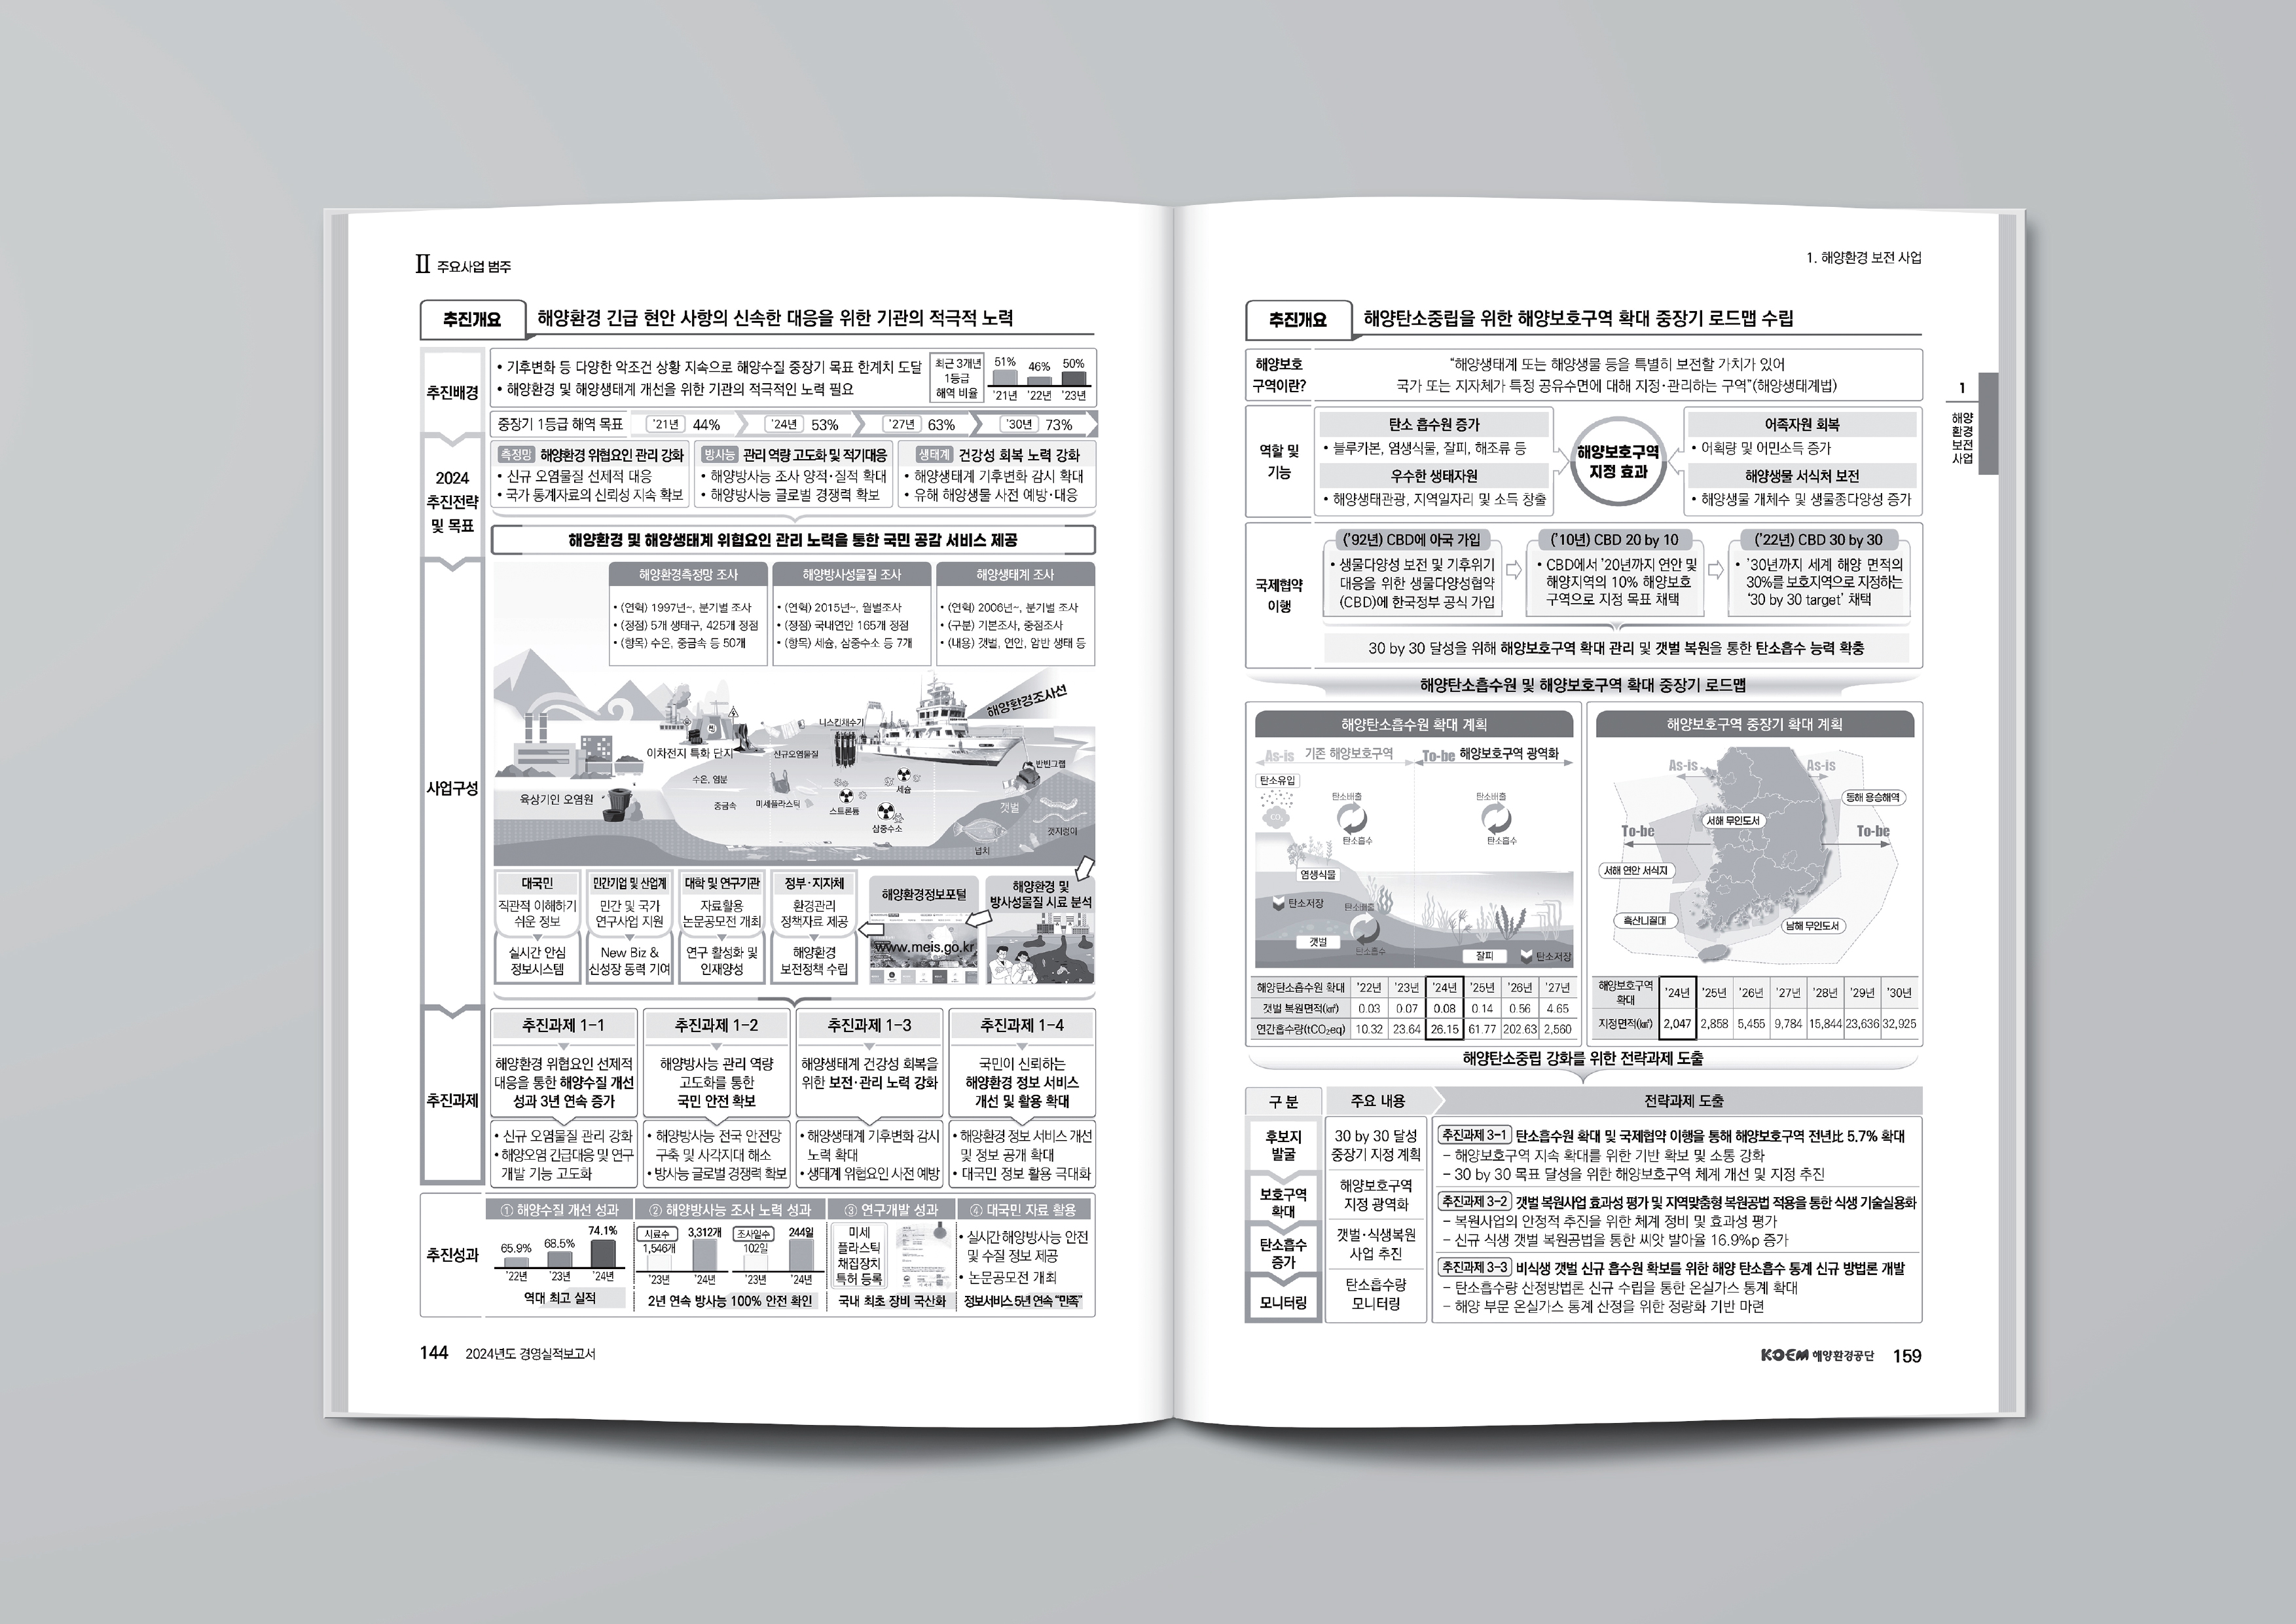 Ⅱ 주요사업 범주
추진개요
해양환경 긴급 현안 사항의 신속한 대응을 위한 기관의 적극적 노력
추진배경
• 기후변화 등 다양한 악조건 상황 지속으로 해양수질 중장기 목표 한계치 도달
• 해양환경 및 해양생태계 개선을 위한 기관의 적극적인 노력 필요
최근 3개년
1등급
해역 비율
51% 46% 50%
'21년 '22년 '23년
중장기 1등급 해역 목표 '21년 44% '24년 53% '27년 63% '30년 73%
2024
추진전략
및 목표
측정망 해양환경 위협요인 관리 강화
• 신규 오염물질 선제적 대응
• 국가 통계자료의 신뢰성 지속 확보
방사능 관리 역량 고도화 및 적기대응
• 해양방사능 조사 양적·질적 확대
• 해양방사능 글로벌 경쟁력 확보
생태계 건강성 회복 노력 강화
• 해양생태계 기후변화 감시 확대
• 유해 해양생물 사전 예방·대응
해양환경 및 해양생태계 위협요인 관리 노력을 통한 국민 공감 서비스 제공
사업구성
해양환경측정망 조사
• (연혁) 1997년~, 분기별 조사
• (정점) 5개 생태구, 425개 정점
• (항목) 수온, 중금속 등 50개
해양방사성물질 조사
• (연혁) 2015년~, 월별조사
• (정점) 국내연인 165개 정점
• (항목) 세슘, 삼중수소 등 7개
해양생태계 조사
• (연혁) 2006년~, 분기별 조사
• (구분) 기본조사, 중점조사
• (내용) 갯벌, 연안, 암반 생태 등
해양환경조사선
니스킨채수기
이차전지 특화 단지
신규오염물질
반빈그랩
수온, 염분
세슘
육상기인 오염원
중금속
미세플라스틱
스트론튬
갯벌
삼중수소
갯지렁이
넙치
대국민
직관적 이해하기
쉬운 정보
실시간 안심
정보시스템
민간기업 및 산업계
민간 및 국가
연구사업 지원
New Biz &
신성장 동력 기여
대학 및 연구기관
자료활용
논문공모전 개최
연구 활성화 및
인재양성
정부·지자체
환경관리
정책자료 제공
해양환경
보전정책 수립
해양환경정보포털
www.meis.go.kr
해양환경 및
방사성물질 시료 분석
추진과제
추진과제 1-1
해양환경 위협요인 선제적
대응을 통한 해양수질 개선
성과 3년 연속 증가
• 신규 오염물질 관리 강화
• 해양오염 긴급대응 및 연구
개발 기능 고도화
추진과제 1-2
해양방사능 관리 역량
고도화를 통한
국민 안전 확보
• 해양방사능 전국 안전망
구축 및 사각지대 해소
• 방사능 글로벌 경쟁력 확보
추진과제 1-3
해양생태계 건강성 회복을
위한 보전·관리 노력 강화
• 해양생태계 기후변화 감시
노력 확대
• 생태계 위협요인 사전 예방
추진과제 1-4
국민이 신뢰하는
해양환경 정보 서비스
개선 및 활용 확대
• 해양환경 정보 서비스 개선
및 정보 공개 확대
• 대국민 정보 활용 극대화
추진성과
① 해양수질 개선 성과
65.9% 68.5% 74.1%
'22년 '23년 '24년
역대 최고 실적
② 해양방사능 조사 노력 성과
시료수 1,546개 3,312개
조사일수 102일 244일
'23년 '24년 '23년 '24년
2년 연속 방사능 100% 안전 확인
③ 연구개발 성과
미세
플라스틱
채집장치
특허 등록
국내 최초 장비 국산화
④ 대국민 자료 활용
• 실시간 해양방사능 안전
및 수질 정보 제공
• 논문공모전 개최
정보서비스 5년 연속 "만족"
144 2024년도 경영실적보고서
1. 해양환경 보전 사업
추진개요
해양탄소중립을 위한 해양보호구역 확대 중장기 로드맵 수립
해양보호
구역이란?
"해양생태계 또는 해양생물 등을 특별히 보전할 가치가 있어
국가 또는 지자체가 특정 공유수면에 대해 지정·관리하는 구역"(해양생태계법)
1
해양
환경
보전
사업
역할 및
기능
탄소 흡수원 증가
• 블루카본, 염생식물, 잘피, 해조류 등
우수한 생태자원
• 해양생태관광, 지역일자리 및 소득 창출
해양보호구역
지정 효과
어족자원 회복
• 어획량 및 어민소득 증가
해양생물 서식처 보전
• 해양생물 개체수 및 생물종다양성 증가
국제협약
이행
('92년) CBD에 아국 가입
• 생물다양성 보전 및 기후위기
대응을 위한 생물다양성협약
(CBD)에 한국정부 공식 가입
('10년) CBD 20 by 10
• CBD에서 '20년까지 연안 및
해양지역의 10% 해양보호
구역으로 지정 목표 채택
('22년) CBD 30 by 30
• '30년까지 세계 해양 면적의
30%를 보호지역으로 지정하는
'30 by 30 target' 채택
30 by 30 달성을 위해 해양보호구역 확대 관리 및 갯벌 복원을 통한 탄소흡수 능력 확충
해양탄소흡수원 및 해양보호구역 확대 중장기 로드맵
해양탄소흡수원 확대 계획
As-is 기존 해양보호구역 To-be 해양보호구역 광역화
탄소유입
CO₂
탄소배출
탄소흡수
탄소배출
탄소흡수
염생식물
탄소저장
탄소배출
갯벌
탄소흡수
잘피
탄소저장
해양탄소흡수원 확대 '22년 '23년 '24년 '25년 '26년 '27년
갯벌 복원면적(㎢) 0.03 0.07 0.08 0.14 0.56 4.65
연간흡수량(tCO₂eq) 10.32 23.64 26.15 61.77 202.63 2,560
해양보호구역 중장기 확대 계획
As-is As-is
동해 용승해역
서해 무인도서
To-be To-be
서해 연안 서식지
흑산니질대
남해 무인도서
해양보호구역
확대
'24년 '25년 '26년 '27년 '28년 '29년 '30년
지정면적(㎢) 2,047 2,858 5,455 9,784 15,844 23,636 32,925
해양탄소중립 강화를 위한 전략과제 도출
구 분 주요 내용 전략과제 도출
후보지
발굴
보호구역
확대
탄소흡수
증가
모니터링
30 by 30 달성
중장기 지정 계획
해양보호구역
지정 광역화
갯벌·식생복원
사업 추진
탄소흡수량
모니터링
추진과제 3-1 탄소흡수원 확대 및 국제협약 이행을 통해 해양보호구역 전년比 5.7% 확대
- 해양보호구역 지속 확대를 위한 기반 확보 및 소통 강화
- 30 by 30 목표 달성을 위한 해양보호구역 체계 개선 및 지정 추진
추진과제 3-2 갯벌 복원사업 효과성 평가 및 지역맞춤형 복원공법 적용을 통한 식생 기술실용화
- 복원사업의 안정적 추진을 위한 체계 정비 및 효과성 평가
- 신규 식생 갯벌 복원공법을 통한 씨앗 발아율 16.9%p 증가
추진과제 3-3 비식생 갯벌 신규 흡수원 확보를 위한 해양 탄소흡수 통계 신규 방법론 개발
- 탄소흡수량 산정방법론 신규 수립을 통한 온실가스 통계 확대
- 해양 부문 온실가스 통계 산정을 위한 정량화 기반 마련
KOEM 해양환경공단 159